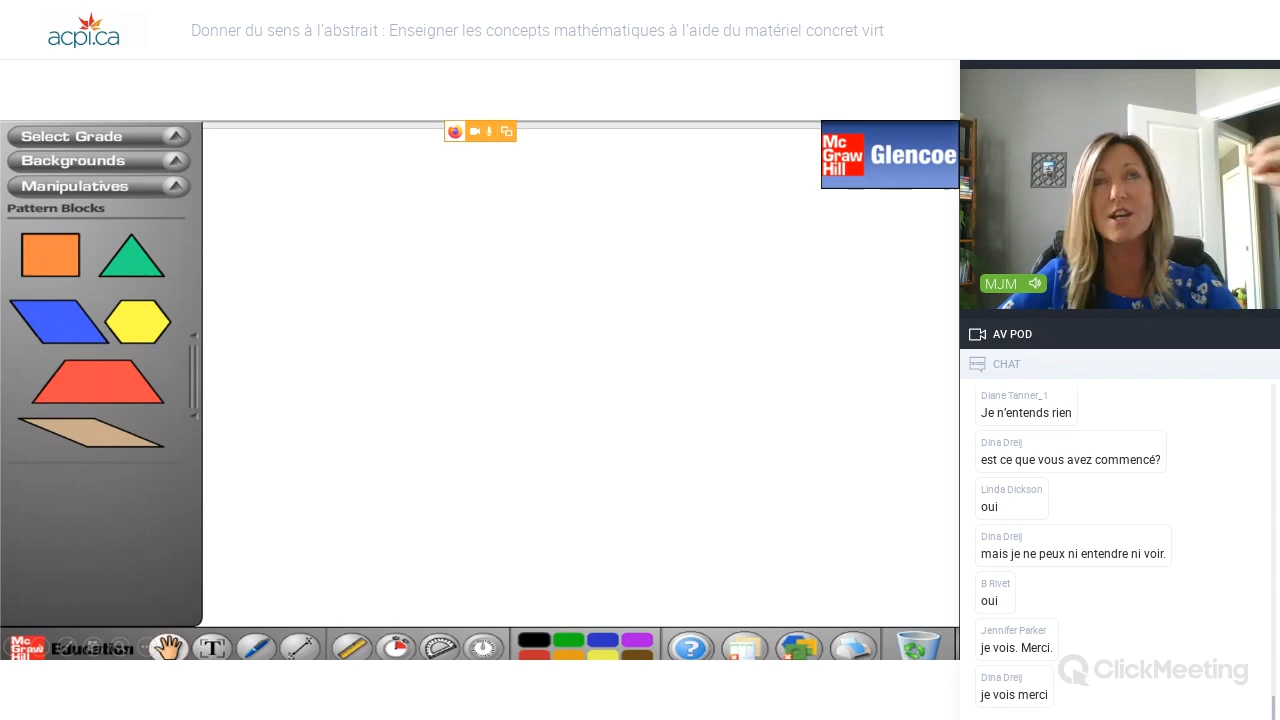 acpi.ca
Donner du sens à l'abstrait : Enseigner les concepts mathématiques à l'aide du matériel concret virt
Select Grade
Backgrounds
Manipulatives
Pattern Blocks
Mc
Graw
Hill
Glencoe
Mc
Graw
Hill
Education
T
MJM
AV POD
CHAT
Diane Tanner_1
Je n'entends rien
Dina Dreij
est ce que vous avez commencé?
Linda Dickson
oui
Dina Dreij
mais je ne peux ni entendre ni voir.
B Rivet
oui
Jennifer Parker
je vois. Merci.
Dina Dreij
je vois merci
ClickMeeting